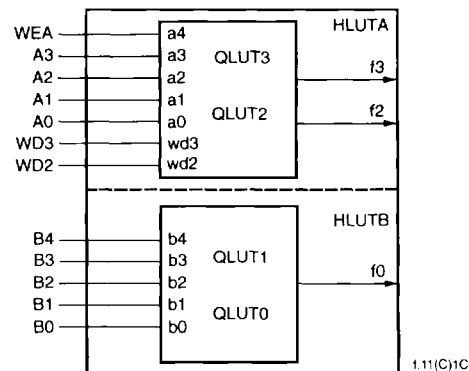 HLUTA
WEA a4
A3 a3 QLUT3 f3
A2 a2
A1 a1 QLUT2 f2
A0 a0
WD3 wd3
WD2 wd2
HLUTB
B4 b4
B3 b3 QLUT1
B2 b2 f0
B1 b1 QLUT0
B0 b0
f.11(C)1C